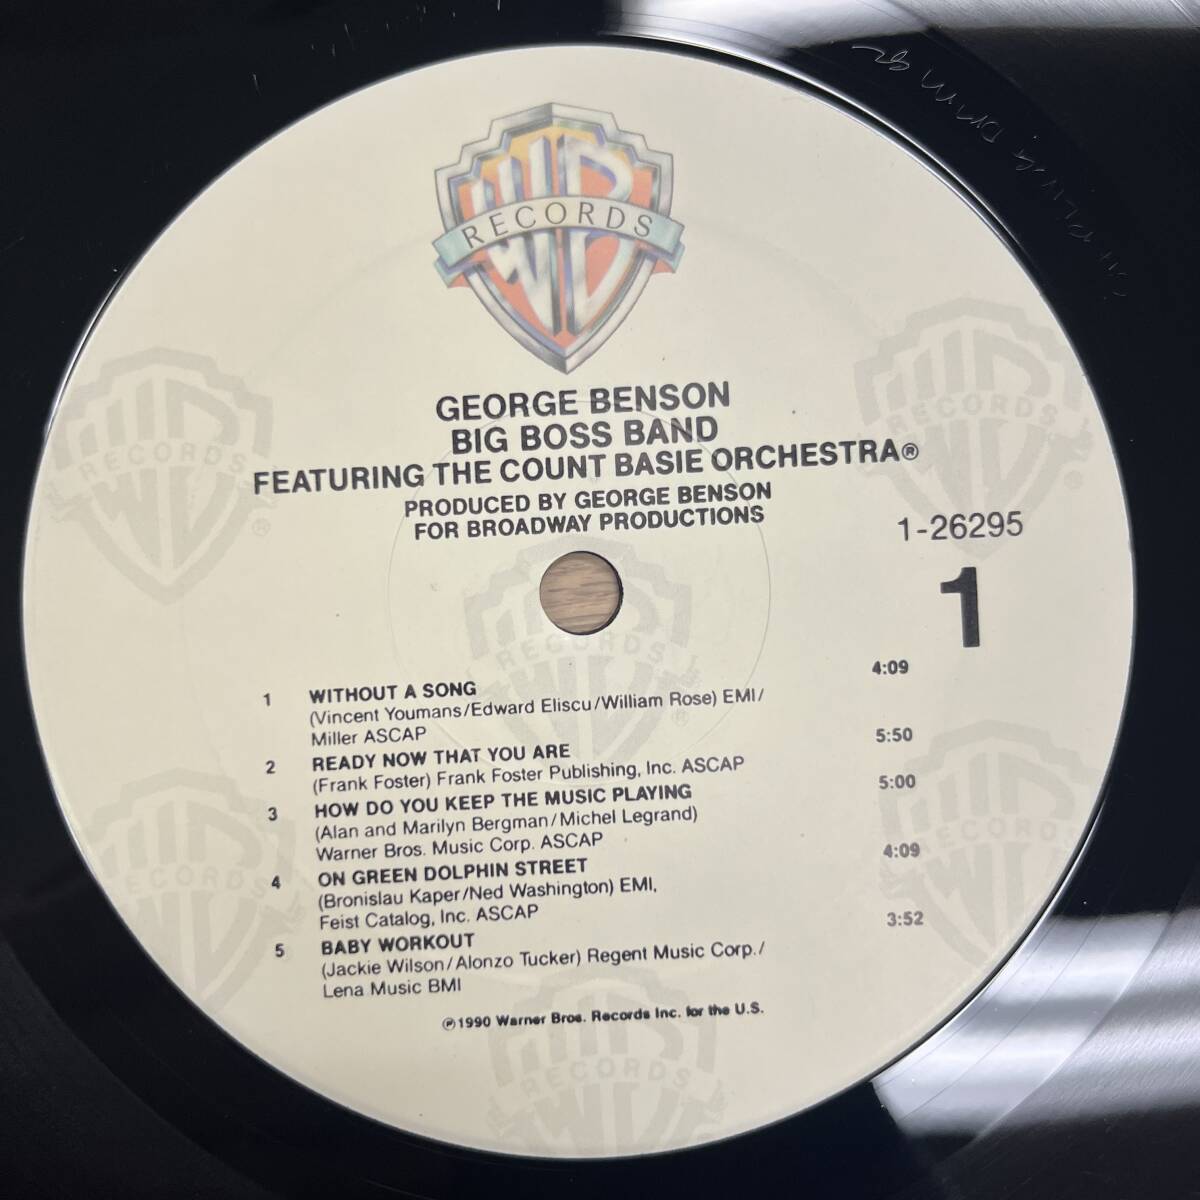 WB
RECORDS
GEORGE BENSON
BIG BOSS BAND
FEATURING THE COUNT BASIE ORCHESTRA®
PRODUCED BY GEORGE BENSON
FOR BROADWAY PRODUCTIONS
1-26295
1
1 WITHOUT A SONG 4:09
(Vincent Youmans/Edward Eliscu/William Rose) EMI/
Miller ASCAP
2 READY NOW THAT YOU ARE 5:50
(Frank Foster) Frank Foster Publishing, Inc. ASCAP
3 HOW DO YOU KEEP THE MUSIC PLAYING 5:00
(Alan and Marilyn Bergman/Michel Legrand)
Warner Bros. Music Corp. ASCAP
4 ON GREEN DOLPHIN STREET 4:09
(Bronislau Kaper/Ned Washington) EMI,
Feist Catalog, Inc. ASCAP
5 BABY WORKOUT 3:52
(Jackie Wilson/Alonzo Tucker) Regent Music Corp./
Lena Music BMI
℗1990 Warner Bros. Records Inc. for the U.S.